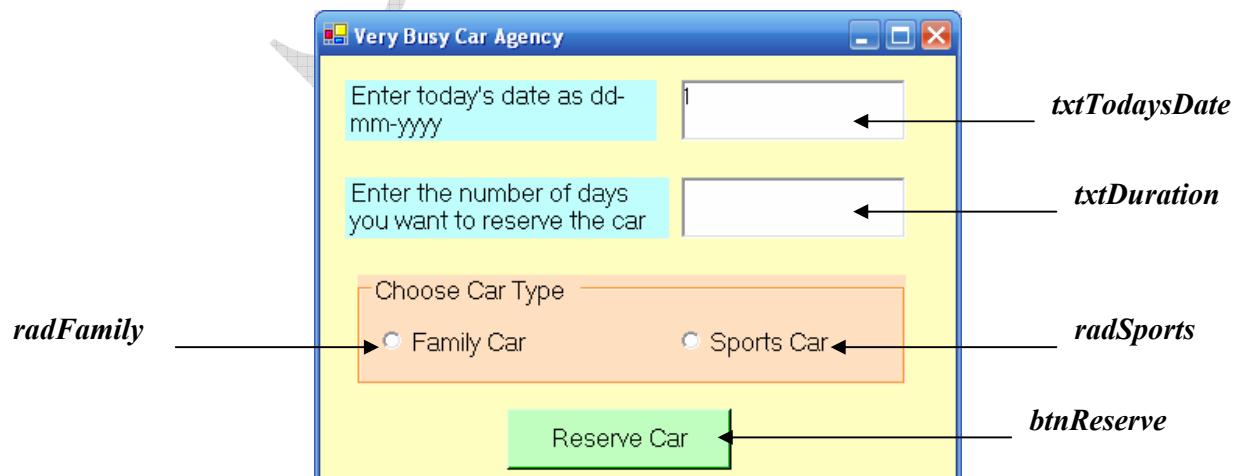 Very Busy Car Agency
Enter today's date as dd-
mm-yyyy
1
txtTodaysDate
Enter the number of days
you want to reserve the car
txtDuration
Choose Car Type
radFamily
Family Car
Sports Car
radSports
Reserve Car
btnReserve